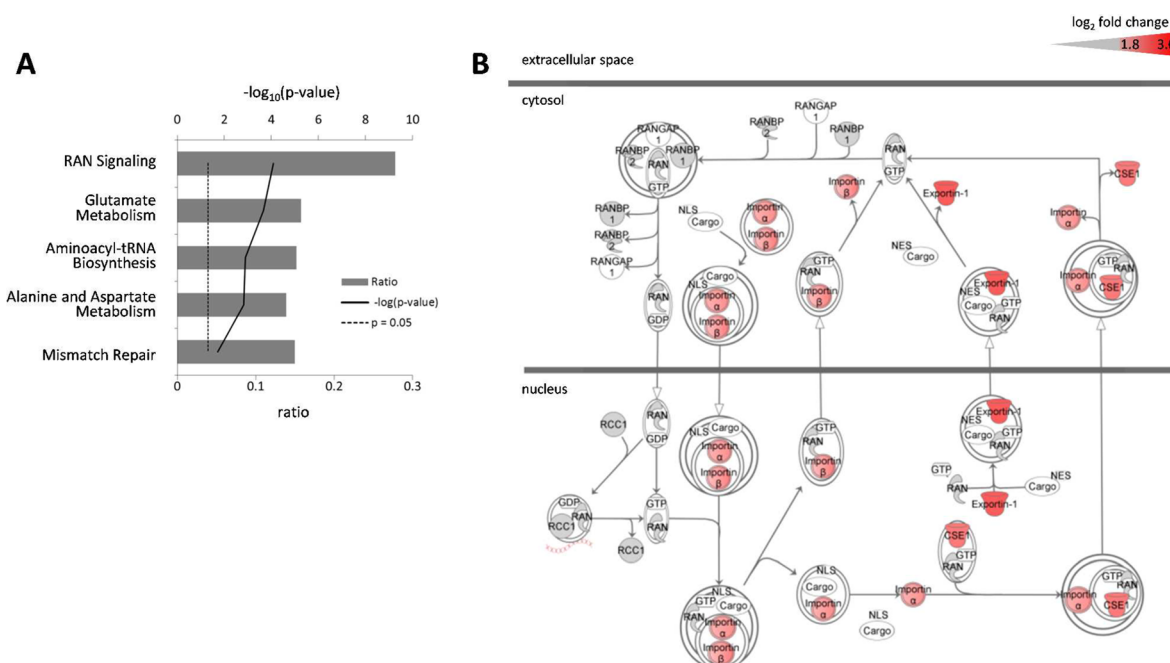 A
-log10(p-value)
0 2 4 6 8 10
RAN Signaling
Glutamate
Metabolism
Aminoacyl-tRNA
Biosynthesis
Alanine and Aspartate
Metabolism
Mismatch Repair
Ratio
-log(p-value)
p = 0.05
0 0.1 0.2 0.3
ratio
B
log2 fold change
1.8 3.6
extracellular space
cytosol
RANGAP
1
RANBP
2
RANBP
1
RAN
GTP
RANBP
2
RANGAP
1
RANBP
1
RAN
GTP
CSE1
Importin
β
Exportin-1
Importin
α
RANBP
1
RANBP
2
RANGAP
1
NLS
Cargo
Importin
α
Importin
β
NES
Cargo
RAN
GDP
Cargo
NLS
Importin
α
Importin
β
GTP
RAN
Importin
β
Exportin-1
NES
Cargo
GTP
RAN
GTP
RAN
Importin
α
CSE1
nucleus
RCC1
RAN
GDP
NLS
Cargo
Importin
α
Importin
β
GTP
RAN
Importin
β
Exportin-1
NES
Cargo
GTP
RAN
GTP
RAN
Exportin-1
NES
Cargo
GDP
RAN
RCC1
RCC1
GTP
RAN
CSE1
GTP
RAN
NLS
GTP
Cargo
RAN
Importin
α
Importin
β
NLS
Cargo
Importin
α
Importin
α
NLS
Cargo
GTP
RAN
Importin
α
CSE1